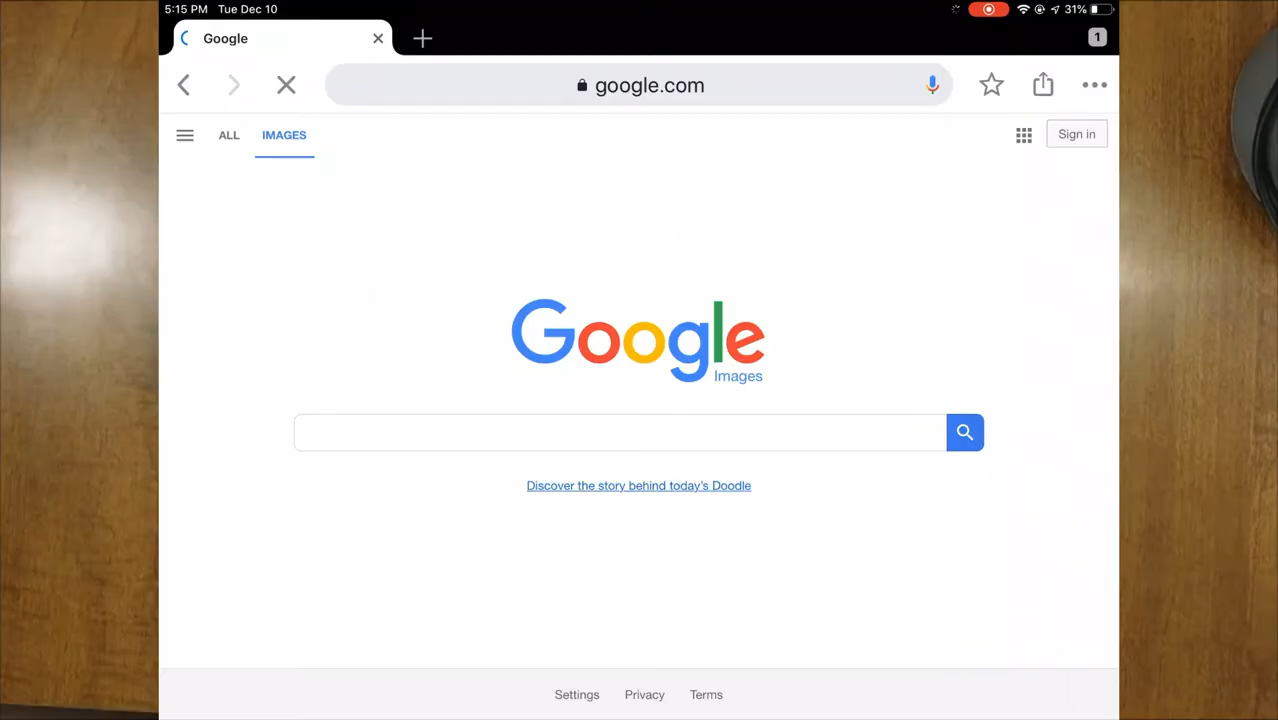 5:15 PM Tue Dec 10
31%
Google
1
google.com
ALL IMAGES
Sign in
Google
Images
Discover the story behind today's Doodle
Settings Privacy Terms